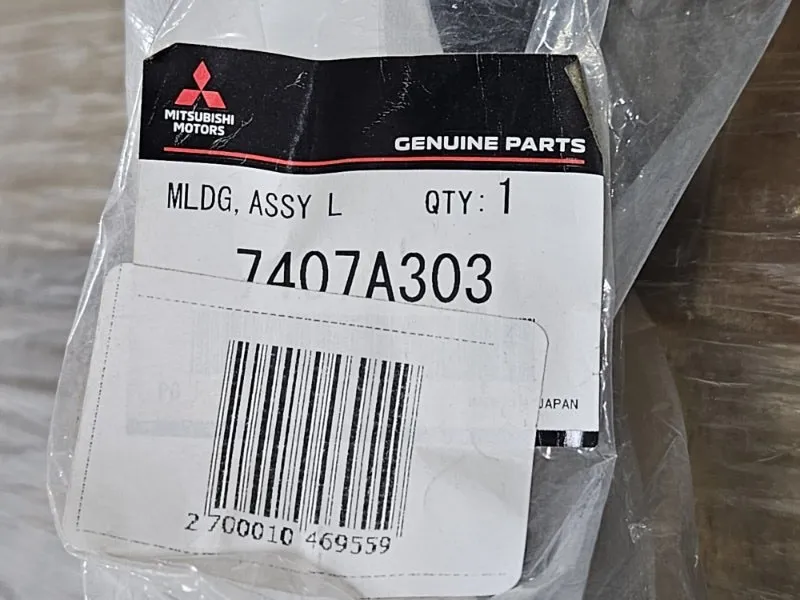 MITSUBISHI
MOTORS
GENUINE PARTS
MLDG, ASSY L QTY: 1
7407A303
JAPAN
2 700010 469559